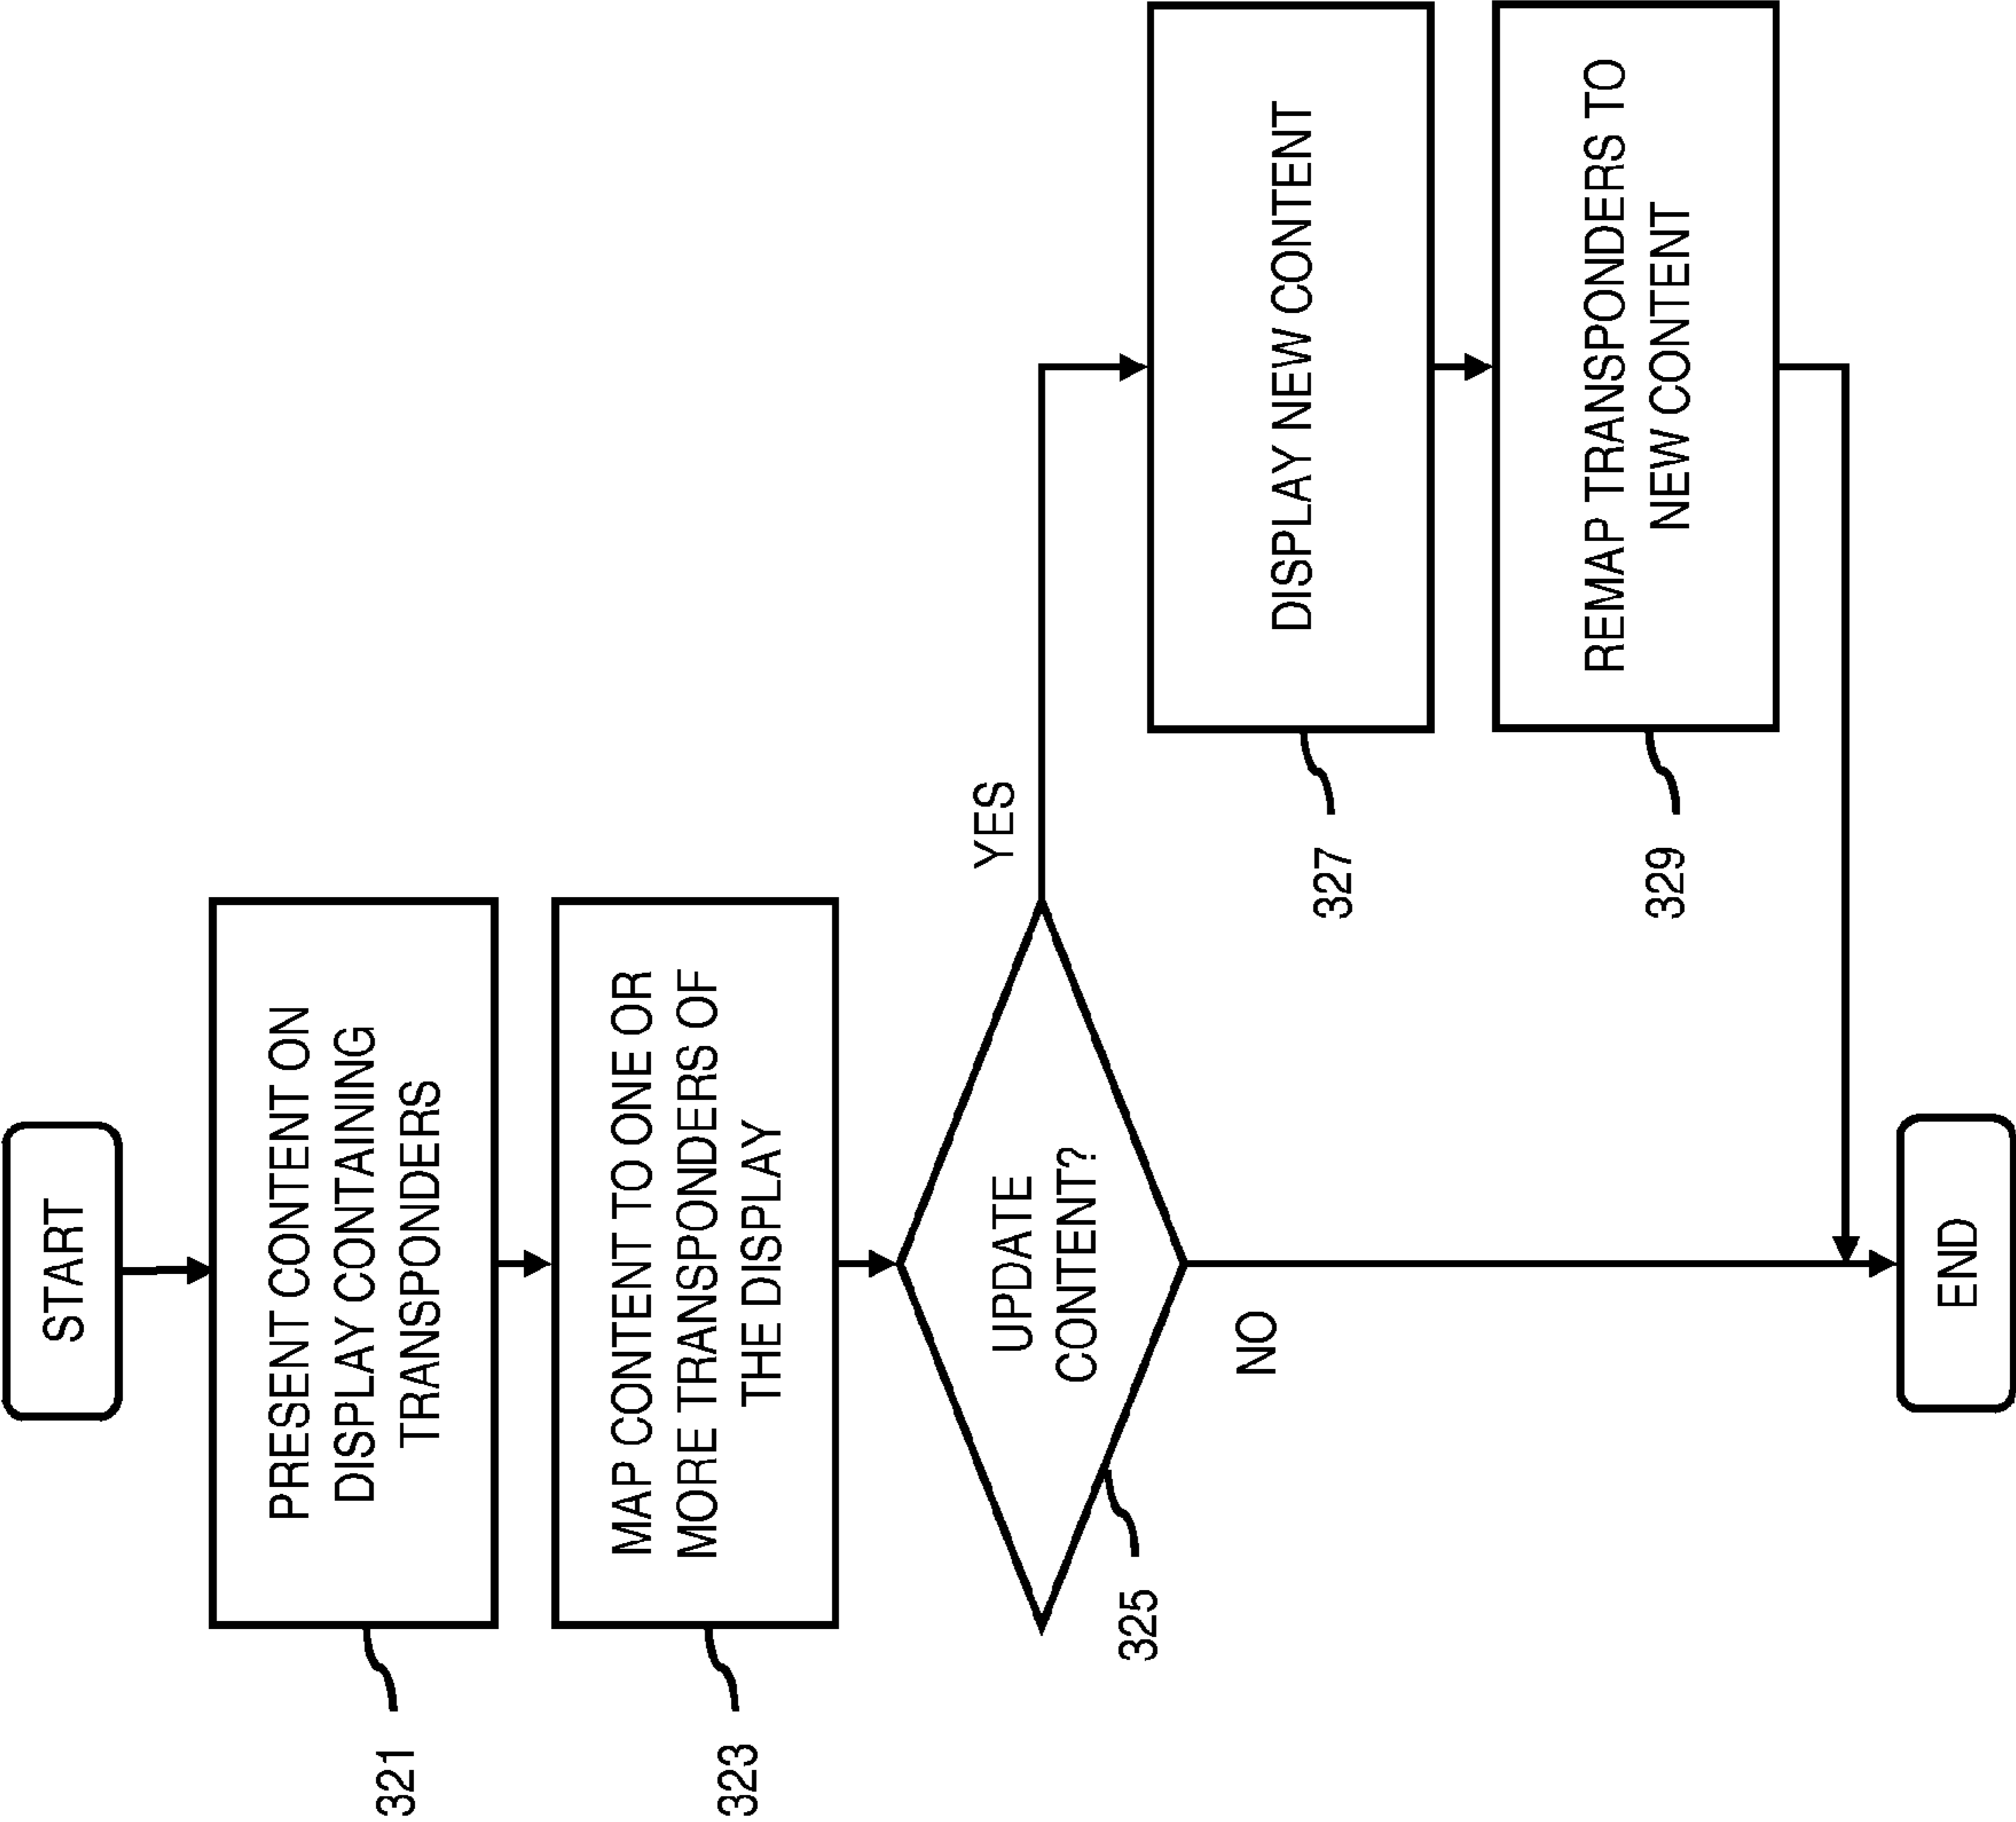 START
PRESENT CONTENT ON
DISPLAY CONTAINING
TRANSPONDERS
321
MAP CONTENT TO ONE OR
MORE TRANSPONDERS OF
THE DISPLAY
323
UPDATE
CONTENT?
325
YES
NO
DISPLAY NEW CONTENT
327
REMAP TRANSPONDERS TO
NEW CONTENT
329
END